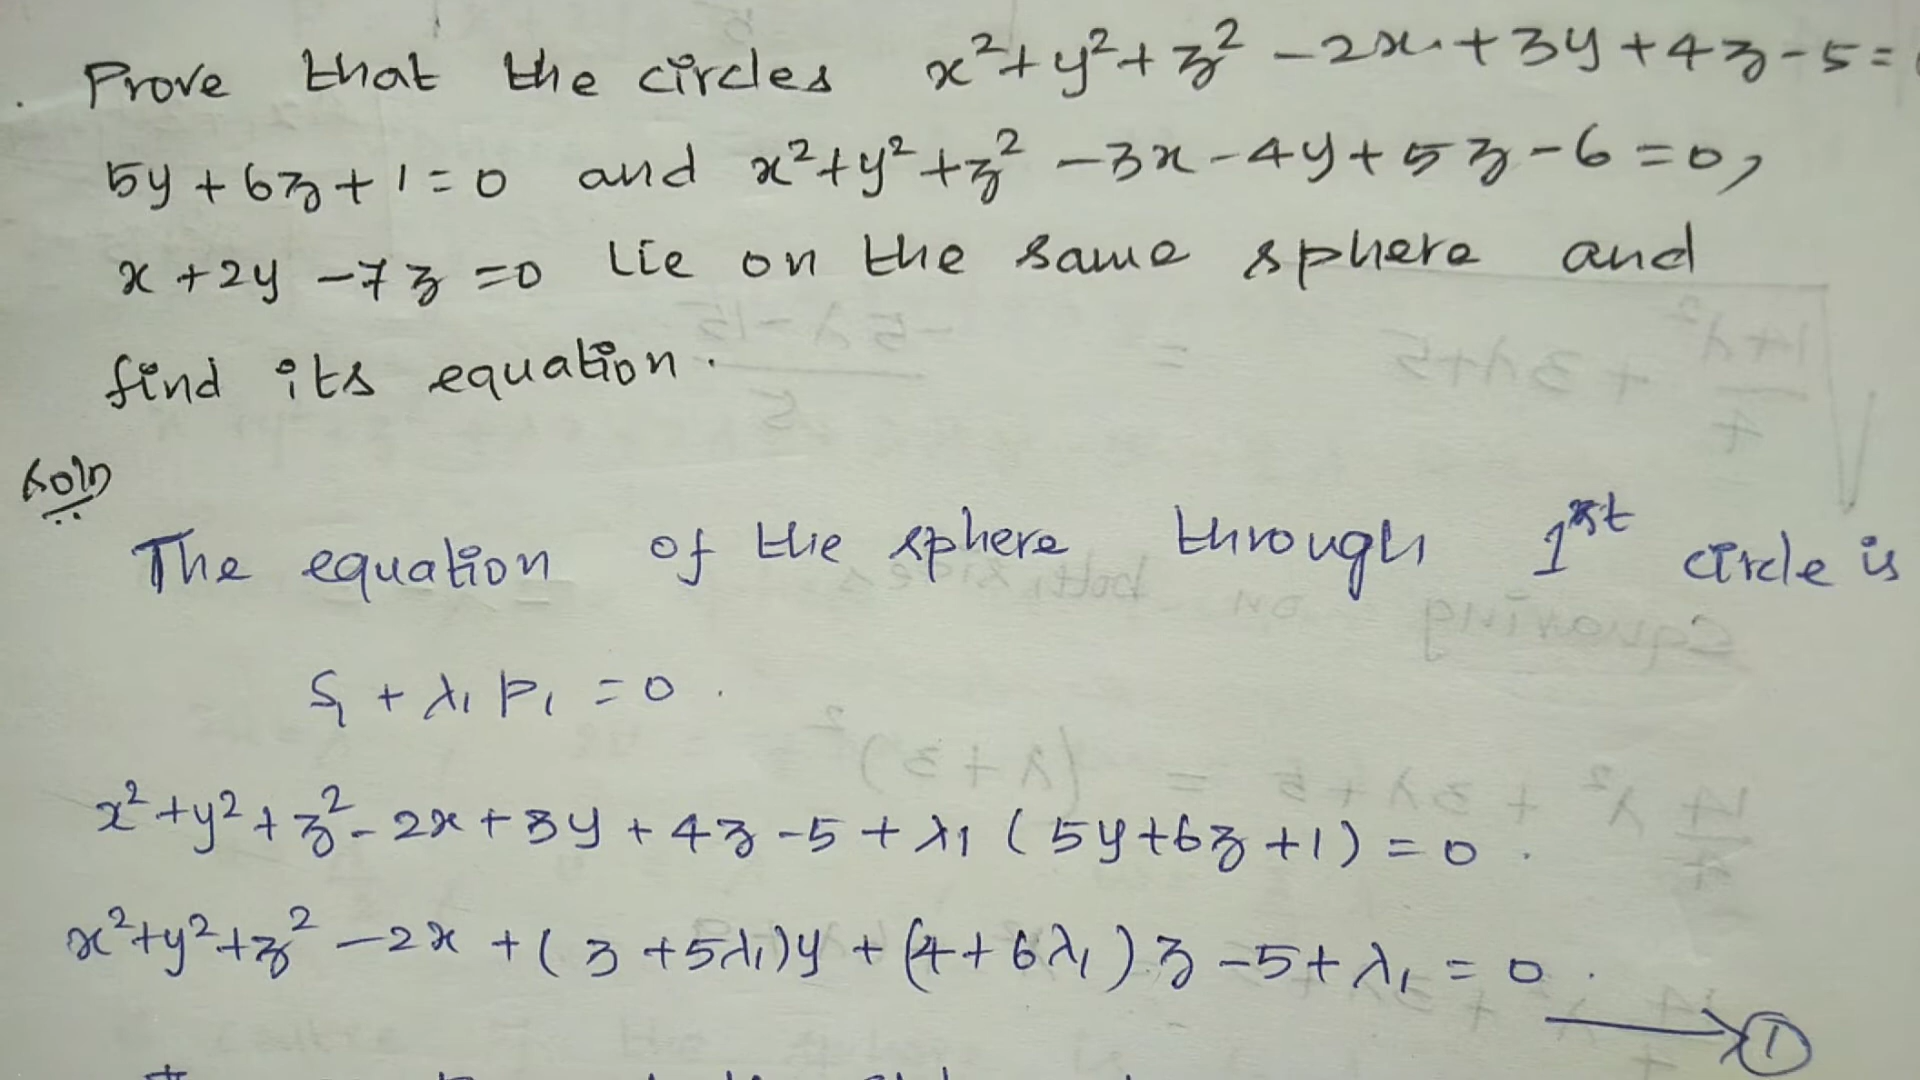 Prove that the circles x²+y²+z²-2x+3y+4z-5=
5y+6z+1=0 and x²+y²+z²-3x-4y+5z-6=0,
x+2y-7z=0 lie on the same sphere and
find its equation.
Soln
The equation of the sphere through 1st circle is
S₁+λ₁P₁=0.
x²+y²+z²-2x+3y+4z-5+λ₁(5y+6z+1)=0.
x²+y²+z²-2x+(3+5λ₁)y+(4+6λ₁)z-5+λ₁=0. → ①